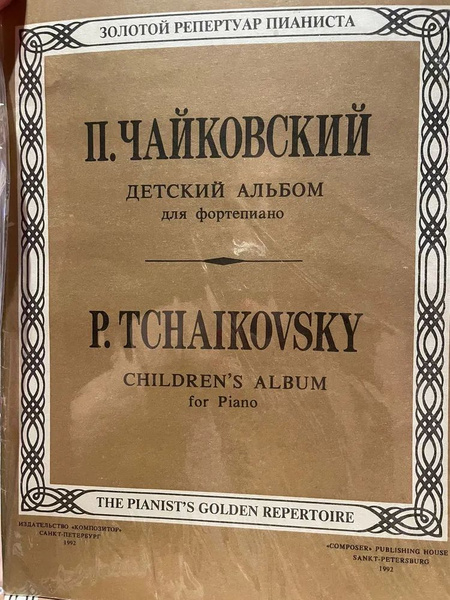 ЗОЛОТОЙ РЕПЕРТУАР ПИАНИСТА
П. ЧАЙКОВСКИЙ
ДЕТСКИЙ АЛЬБОМ
для фортепиано
P. TCHAIKOVSKY
CHILDREN'S ALBUM
for Piano
THE PIANIST'S GOLDEN REPERTOIRE
ИЗДАТЕЛЬСТВО «КОМПОЗИТОР»
САНКТ-ПЕТЕРБУРГ
1992
«COMPOSER» PUBLISHING HOUSE
SANKT-PETERSBURG
1992